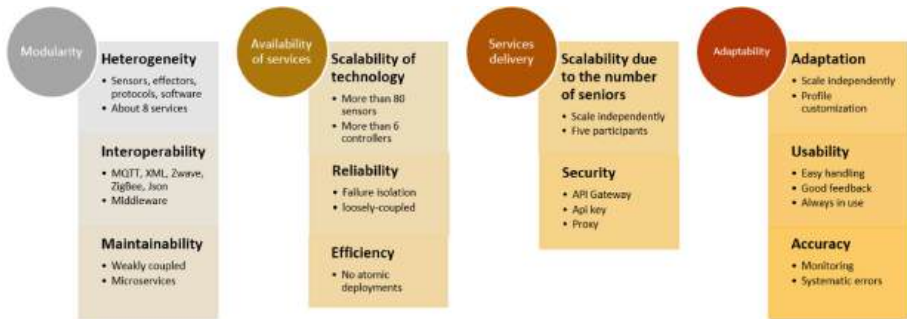 Modularity
Heterogeneity
• Sensors, effectors,
protocols, software
• About 8 services
Interoperability
• MQTT, XML, Zwave,
ZigBee, Json
• Middleware
Maintainability
• Weakly coupled
• Microservices
Availability
of services
Scalability of
technology
• More than 80
sensors
• More than 6
controllers
Reliability
• Failure isolation
• loosely-coupled
Efficiency
• No atomic
deployments
Services
delivery
Scalability due
to the number
of seniors
• Scale independently
• Five participants
Security
• API Gateway
• Api key
• Proxy
Adaptability
Adaptation
• Scale independently
• Profile
customization
Usability
• Easy handling
• Good feedback
• Always in use
Accuracy
• Monitoring
• Systematic errors